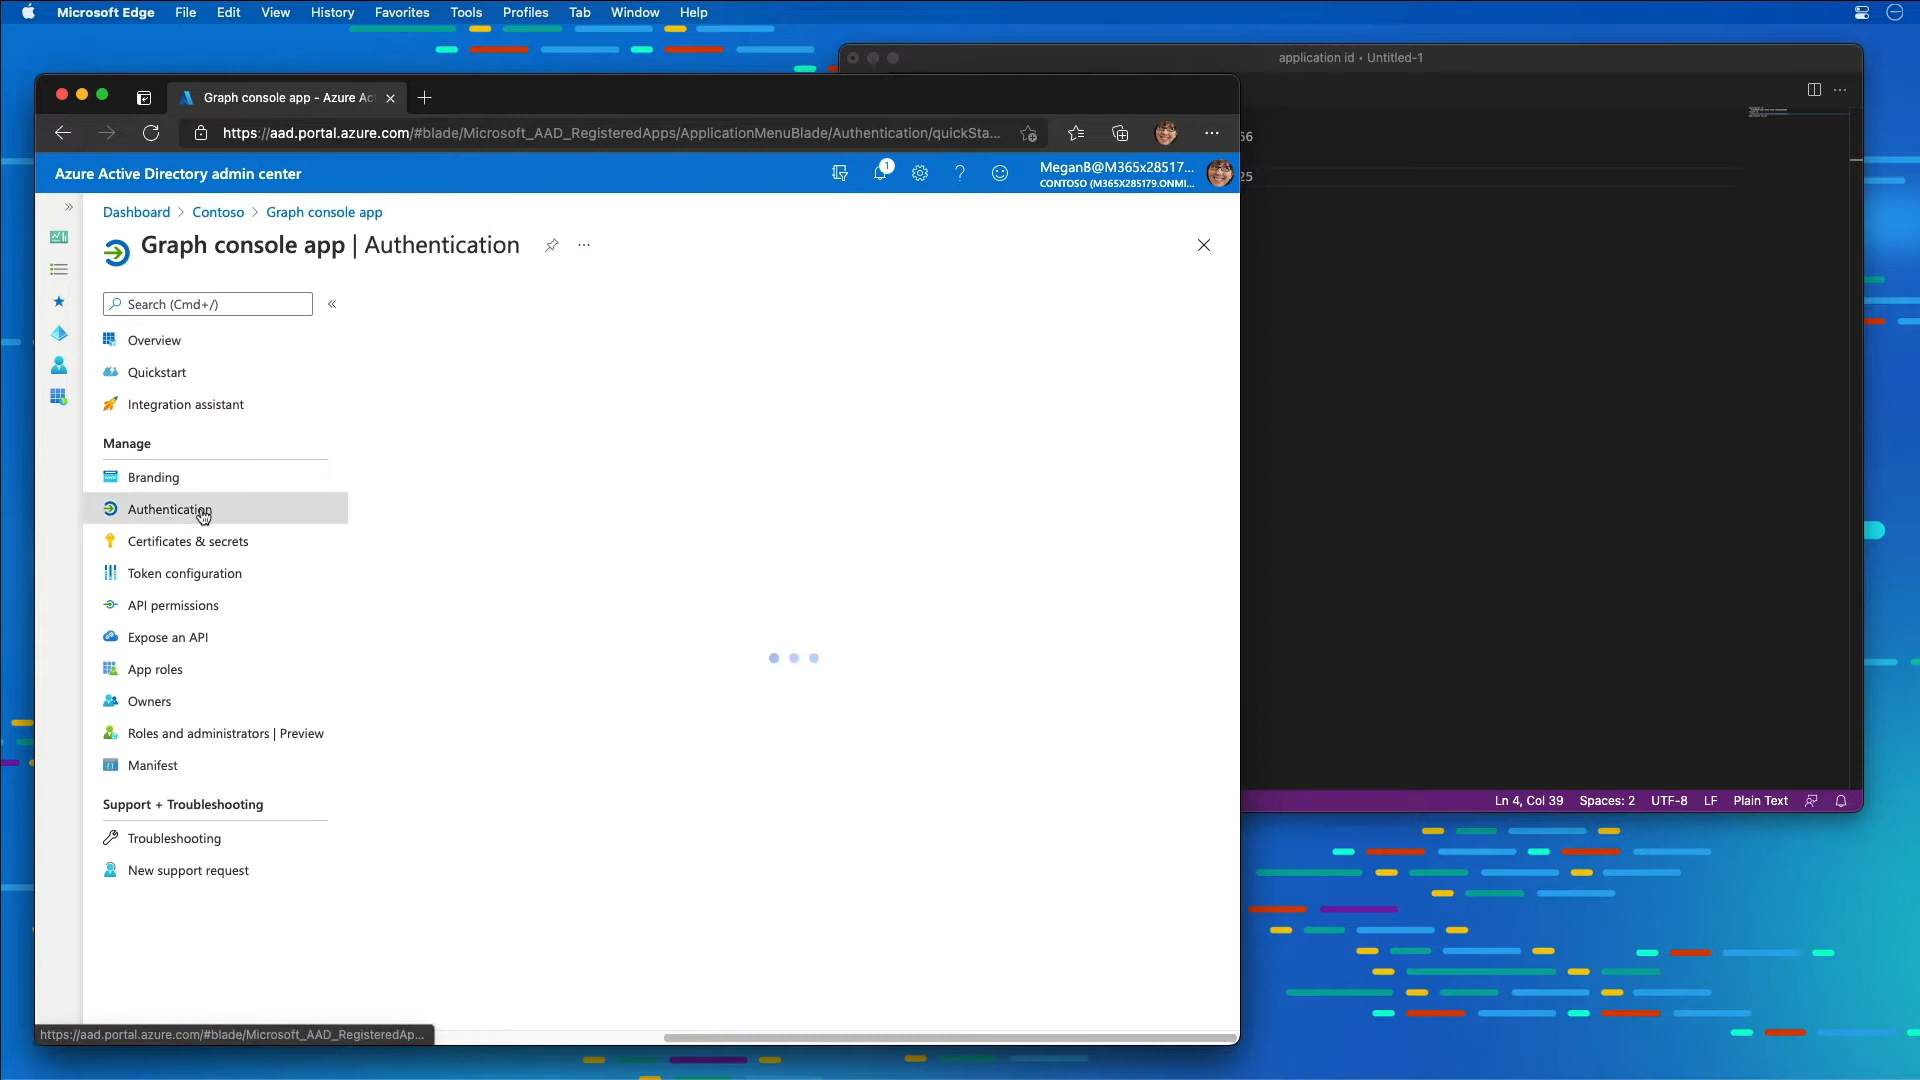 Microsoft Edge File Edit View History Favorites Tools Profiles Tab Window Help
application id • Untitled-1
Graph console app - Azure Ac
https://aad.portal.azure.com/#blade/Microsoft_AAD_RegisteredApps/ApplicationMenuBlade/Authentication/quickSta...
66
Azure Active Directory admin center
1
MeganB@M365x28517...
CONTOSO (M365X285179.ONMI...
25
Dashboard > Contoso > Graph console app
Graph console app | Authentication
Search (Cmd+/)
Overview
Quickstart
Integration assistant
Manage
Branding
Authentication
Certificates & secrets
Token configuration
API permissions
Expose an API
App roles
Owners
Roles and administrators | Preview
Manifest
Support + Troubleshooting
Troubleshooting
New support request
Ln 4, Col 39 Spaces: 2 UTF-8 LF Plain Text
https://aad.portal.azure.com/#blade/Microsoft_AAD_RegisteredAp...